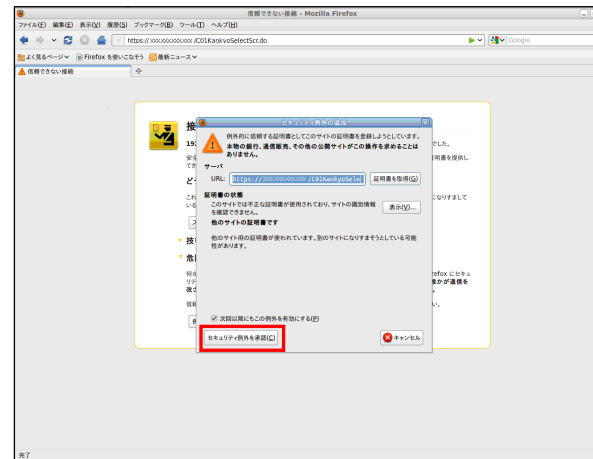 信頼できない接続 - Mozilla Firefox
ファイル(F) 編集(E) 表示(V) 履歴(S) ブックマーク(B) ツール(T) ヘルプ(H)
https://XXXXXXXXXXXX /C01KankyoSelectScr.do
Google
よく見るページ Firefox を使いこなそう 最新ニュース
信頼できない接続
接
セキュリティ例外の追加
例外的に信頼する証明書としてこのサイトの証明書を登録しようとしています。
本物の銀行、通信販売、その他の公開サイトがこの操作を求めることは
ありません。
サーバ
URL: https://XXXXXXXXXXXX /C01KankyoSele 証明書を取得(G)
証明書の状態
このサイトでは不正な証明書が使用されており、サイトの識別情報
を確認できません。
表示(V)...
他のサイトの証明書です
他のサイト用の証明書が使われています。別のサイトになりすまそうとしている可能
性があります。
次回以降にもこの例外を有効にする(P)
セキュリティ例外を承認(C) キャンセル
でした。
明書を提供し
になりすまして
技
危
refox にセキュ
リテ
誰かが通信を
改さ
信頼
い。
完了